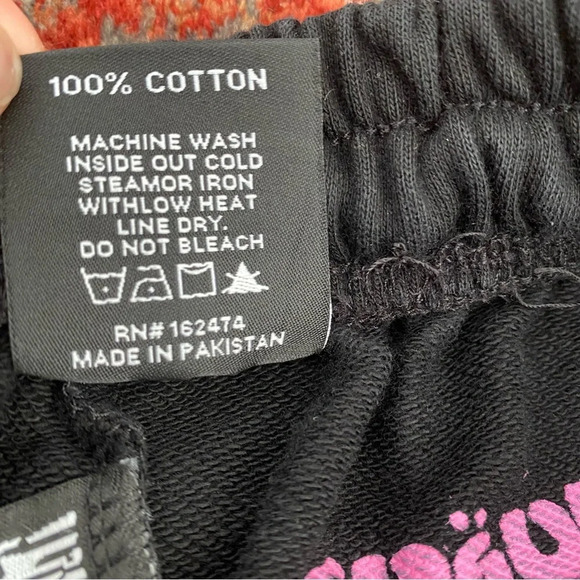 100% COTTON
MACHINE WASH
INSIDE OUT COLD
STEAMOR IRON
WITHLOW HEAT
LINE DRY.
DO NOT BLEACH
RN# 162474
MADE IN PAKISTAN